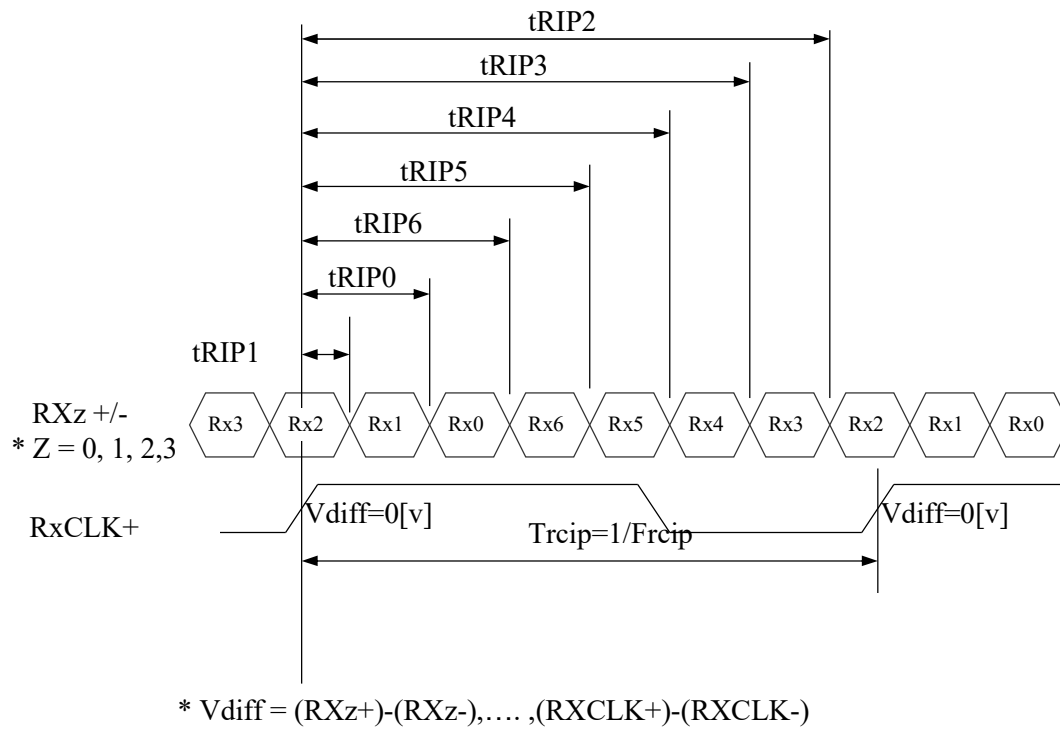 tRIP2
tRIP3
tRIP4
tRIP5
tRIP6
tRIP0
tRIP1
RXz +/-
* Z = 0, 1, 2,3
Rx3 Rx2 Rx1 Rx0 Rx6 Rx5 Rx4 Rx3 Rx2 Rx1 Rx0
RxCLK+
Vdiff=0[v] Vdiff=0[v]
Trcip=1/Frcip
* Vdiff = (RXz+)-(RXz-),…. ,(RXCLK+)-(RXCLK-)